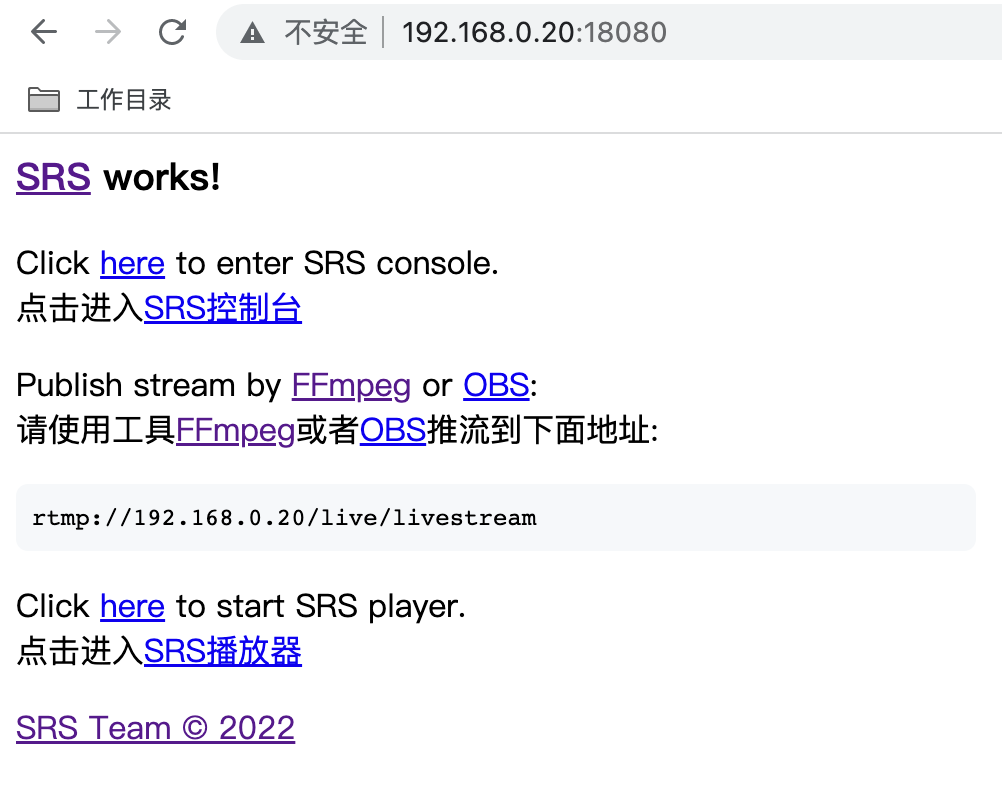 不安全 192.168.0.20:18080
工作目录
SRS works!
Click here to enter SRS console.
点击进入SRS控制台
Publish stream by FFmpeg or OBS:
请使用工具FFmpeg或者OBS推流到下面地址:
rtmp://192.168.0.20/live/livestream
Click here to start SRS player.
点击进入SRS播放器
SRS Team © 2022